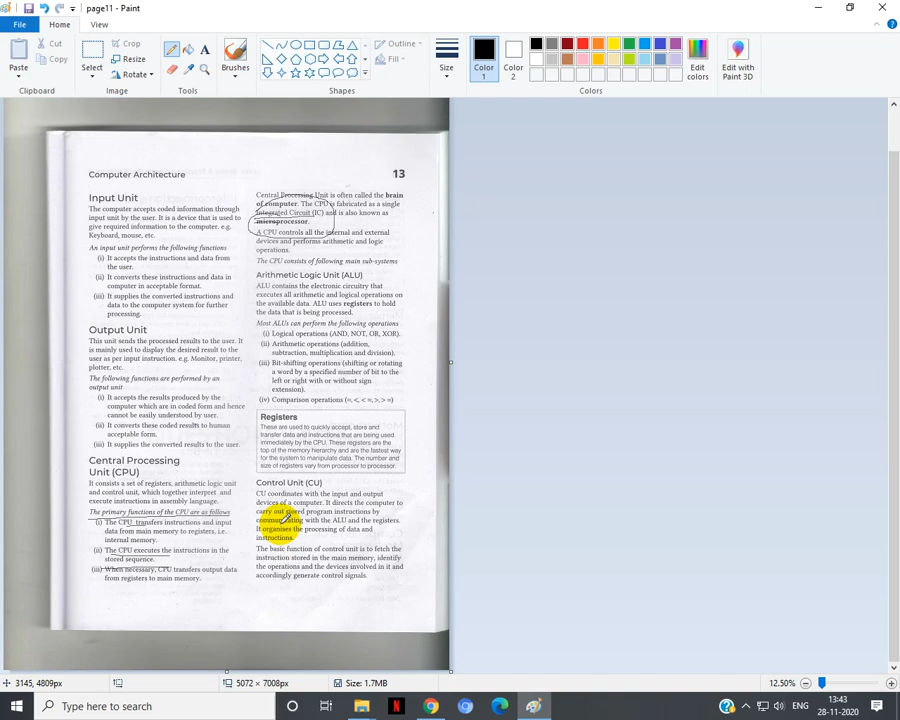 page11 - Paint
File
Home
View
Paste
Cut
Copy
Clipboard
Select
Crop
Resize
Rotate
Image
Tools
Brushes
Shapes
Outline
Fill
Size
Color 1
Color 2
Colors
Edit colors
Edit with Paint 3D
Computer Architecture 13
Input Unit
The computer accepts coded information through
input unit by the user. It is a device that is used to
give required information to the computer. e.g.
Keyboard, mouse, etc.
An input unit performs the following functions
(i) It accepts the instructions and data from
the user.
(ii) It converts these instructions and data in
computer in acceptable format.
(iii) It supplies the converted instructions and
data to the computer system for further
processing.
Output Unit
This unit sends the processed results to the user. It
is mainly used to display the desired result to the
user as per input instruction. e.g. Monitor, printer,
plotter, etc.
The following functions are performed by an
output unit
(i) It accepts the results produced by the
computer which are in coded form and hence
cannot be easily understood by user.
(ii) It converts these coded results to human
acceptable form.
(iii) It supplies the converted results to the user.
Central Processing
Unit (CPU)
It consists a set of registers, arithmetic logic unit
and control unit, which together interpret and
execute instructions in assembly language.
The primary functions of the CPU are as follows
(i) The CPU transfers instructions and input
data from main memory to registers, i.e.
internal memory.
(ii) The CPU executes the instructions in the
stored sequence.
(iii) When necessary, CPU transfers output data
from registers to main memory.
Central Processing Unit is often called the brain
of computer. The CPU is fabricated as a single
Integrated Circuit (IC) and is also known as
microprocessor.
A CPU controls all the internal and external
devices and performs arithmetic and logic
operations.
The CPU consists of following main sub-systems
Arithmetic Logic Unit (ALU)
ALU contains the electronic circuitry that
executes all arithmetic and logical operations on
the available data. ALU uses registers to hold
the data that is being processed.
Most ALUs can perform the following operations
(i) Logical operations (AND, NOT, OR, XOR).
(ii) Arithmetic operations (addition,
subtraction, multiplication and division).
(iii) Bit-shifting operations (shifting or rotating
a word by a specified number of bit to the
left or right with or without sign
extension).
(iv) Comparison operations (=, <, < =, >, > =)
Registers
These are used to quickly accept, store and
transfer data and instructions that are being used
immediately by the CPU. These registers are the
top of the memory hierarchy and are the fastest way
for the system to manipulate data. The number and
size of registers vary from processor to processor.
Control Unit (CU)
CU coordinates with the input and output
devices of a computer. It directs the computer to
carry out stored program instructions by
communicating with the ALU and the registers.
It organises the processing of data and
instructions.
The basic function of control unit is to fetch the
instruction stored in the main memory, identify
the operations and the devices involved in it and
accordingly generate control signals.
3145, 4809px
5072 × 7008px
Size: 1.7MB
12.50%
Type here to search
ENG
13:43
28-11-2020